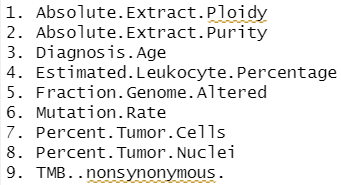 1. Absolute.Extract.Ploidy
2. Absolute.Extract.Purity
3. Diagnosis.Age
4. Estimated.Leukocyte.Percentage
5. Fraction.Genome.Altered
6. Mutation.Rate
7. Percent.Tumor.Cells
8. Percent.Tumor.Nuclei
9. TMB..nonsynonymous.